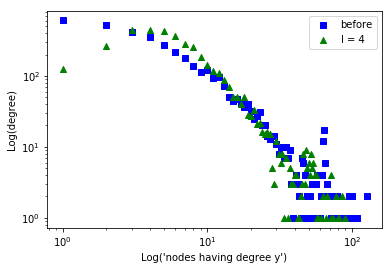 before
l = 4
Log(degree)
10²
10¹
10⁰
10⁰
10¹
10²
Log('nodes having degree y')